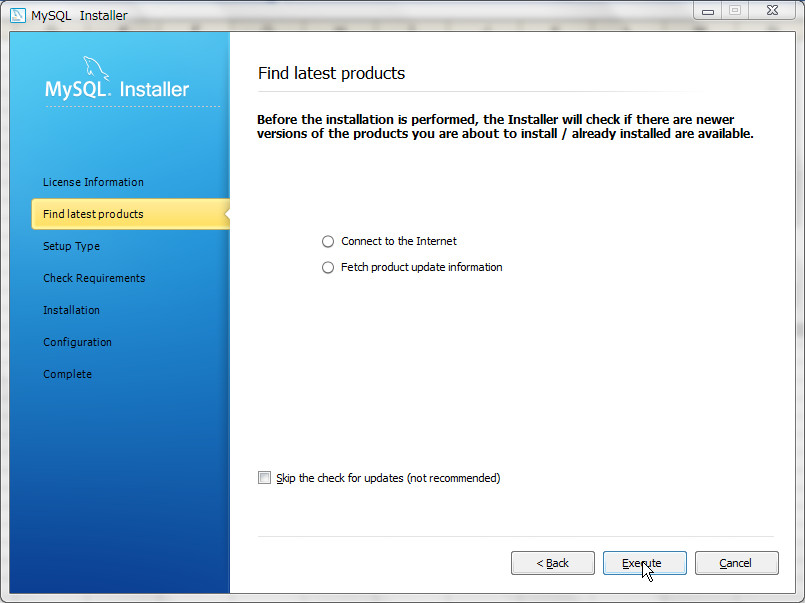 MySQL Installer
MySQL. Installer
License Information
Find latest products
Setup Type
Check Requirements
Installation
Configuration
Complete
Find latest products
Before the installation is performed, the Installer will check if there are newer
versions of the products you are about to install / already installed are available.
Connect to the Internet
Fetch product update information
Skip the check for updates (not recommended)
< Back
Execute
Cancel